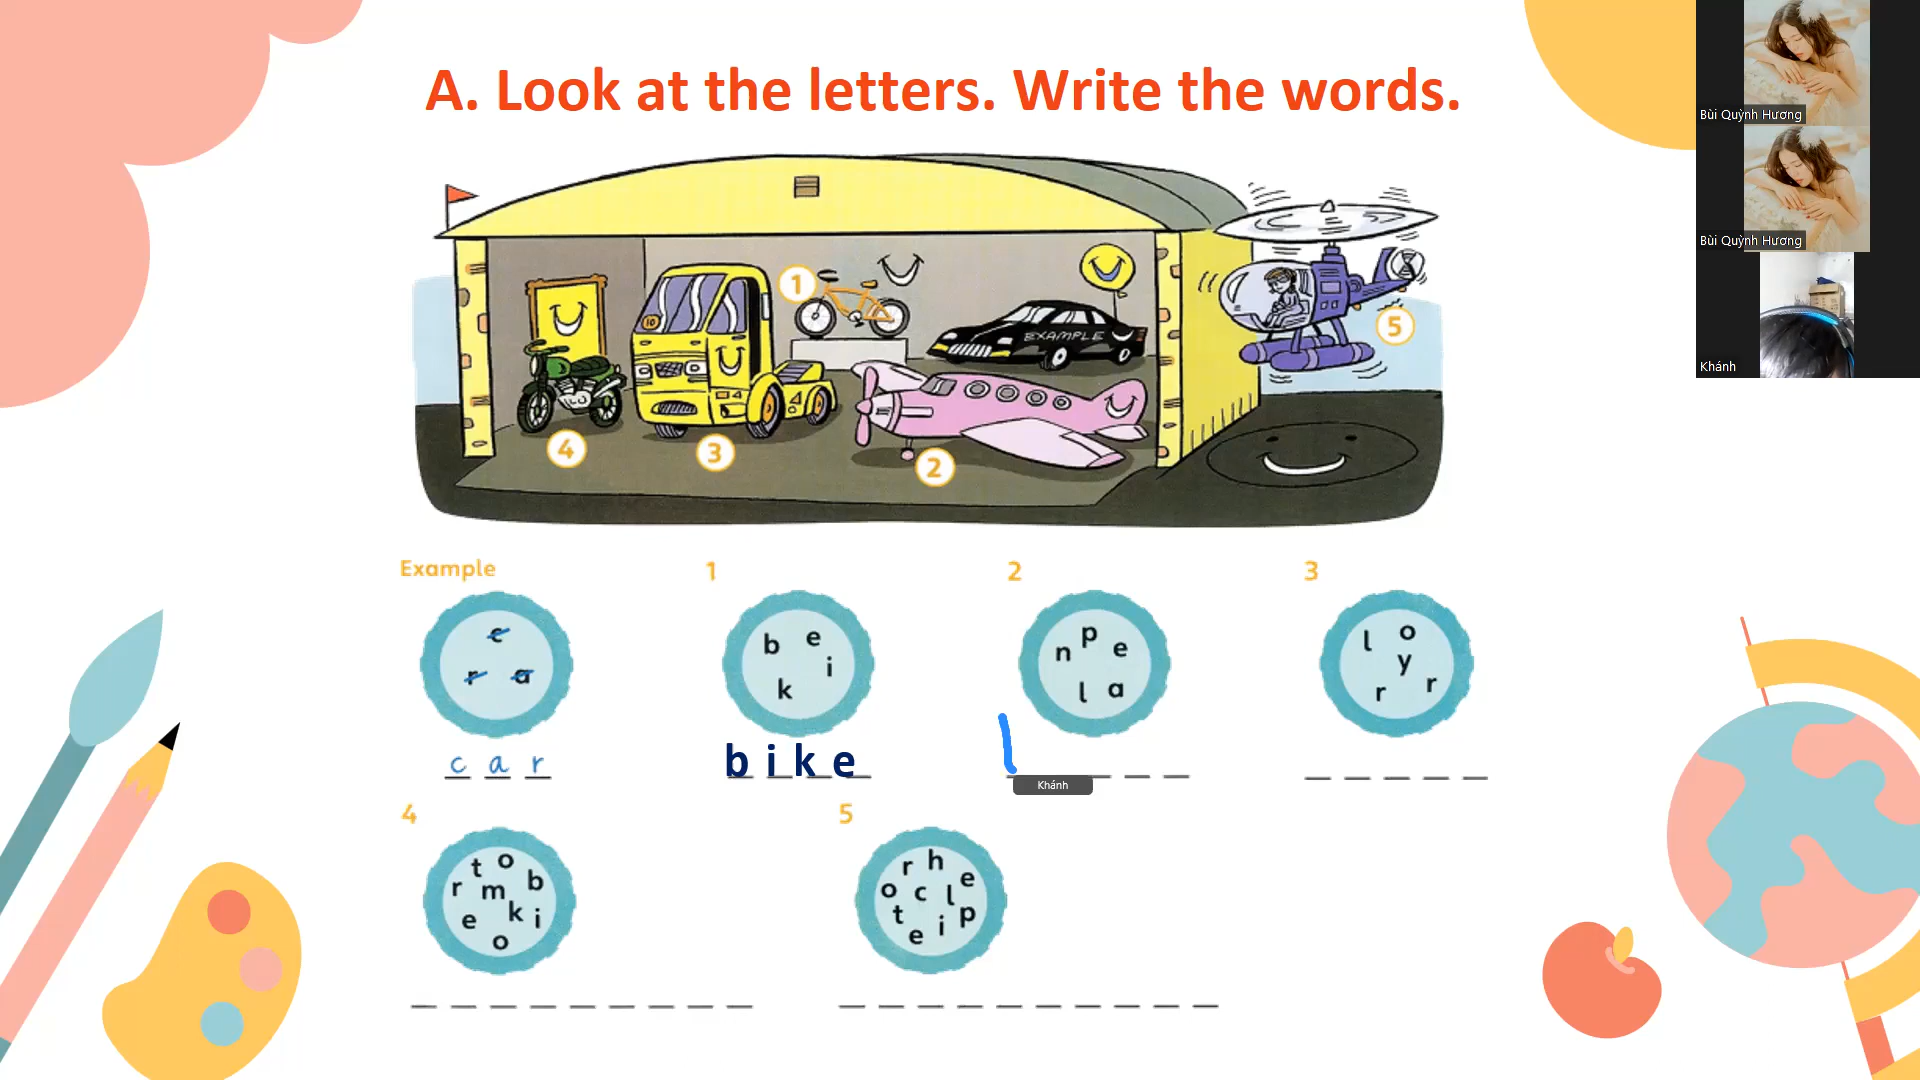 A. Look at the letters. Write the words.
Bùi Quỳnh Hương
Bùi Quỳnh Hương
Khánh
10
EXAMPLE
1
2
3
4
5
Example
1
2
3
c
r a
b e
i
k
p
n e
l a
l o
y
r r
c a r
b i k e
Khánh
4
5
t o
r m b
e k i
o
r h
o c l e
t i p
e